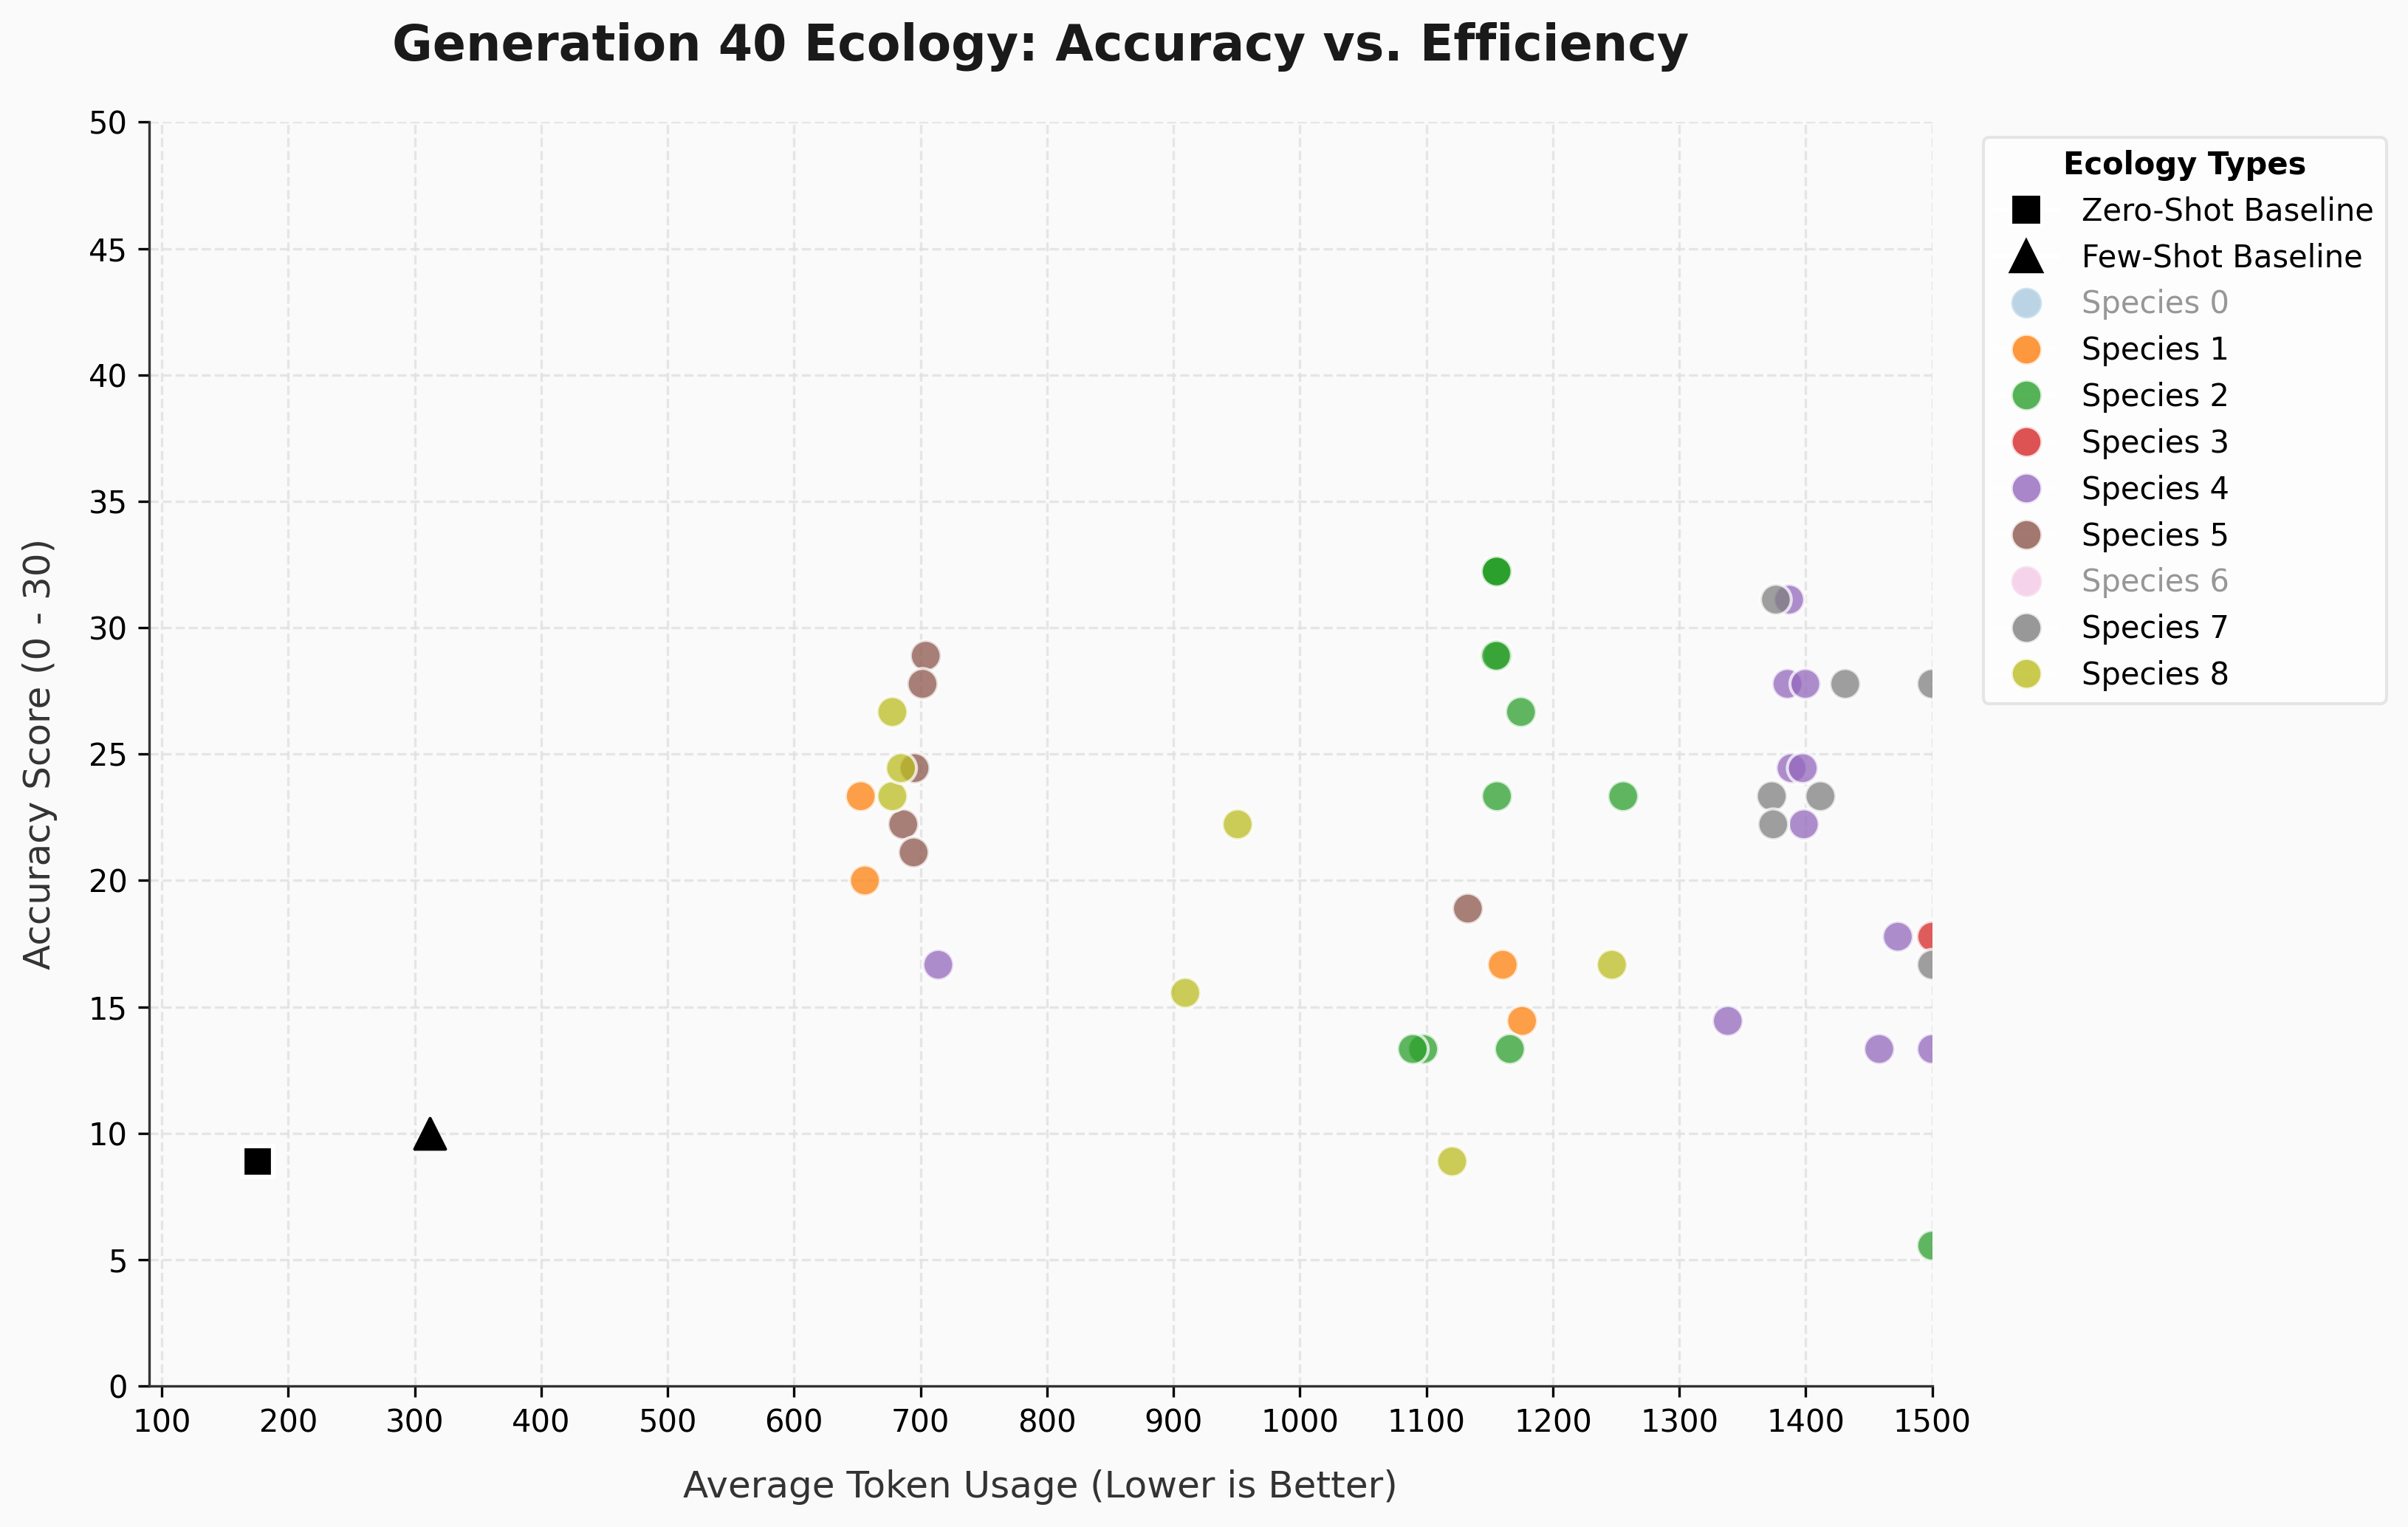 Generation 40 Ecology: Accuracy vs. Efficiency
50
45
40
35
30
25
20
15
10
5
0
Accuracy Score (0 - 30)
100 200 300 400 500 600 700 800 900 1000 1100 1200 1300 1400 1500
Average Token Usage (Lower is Better)
Ecology Types
Zero-Shot Baseline
Few-Shot Baseline
Species 0
Species 1
Species 2
Species 3
Species 4
Species 5
Species 6
Species 7
Species 8